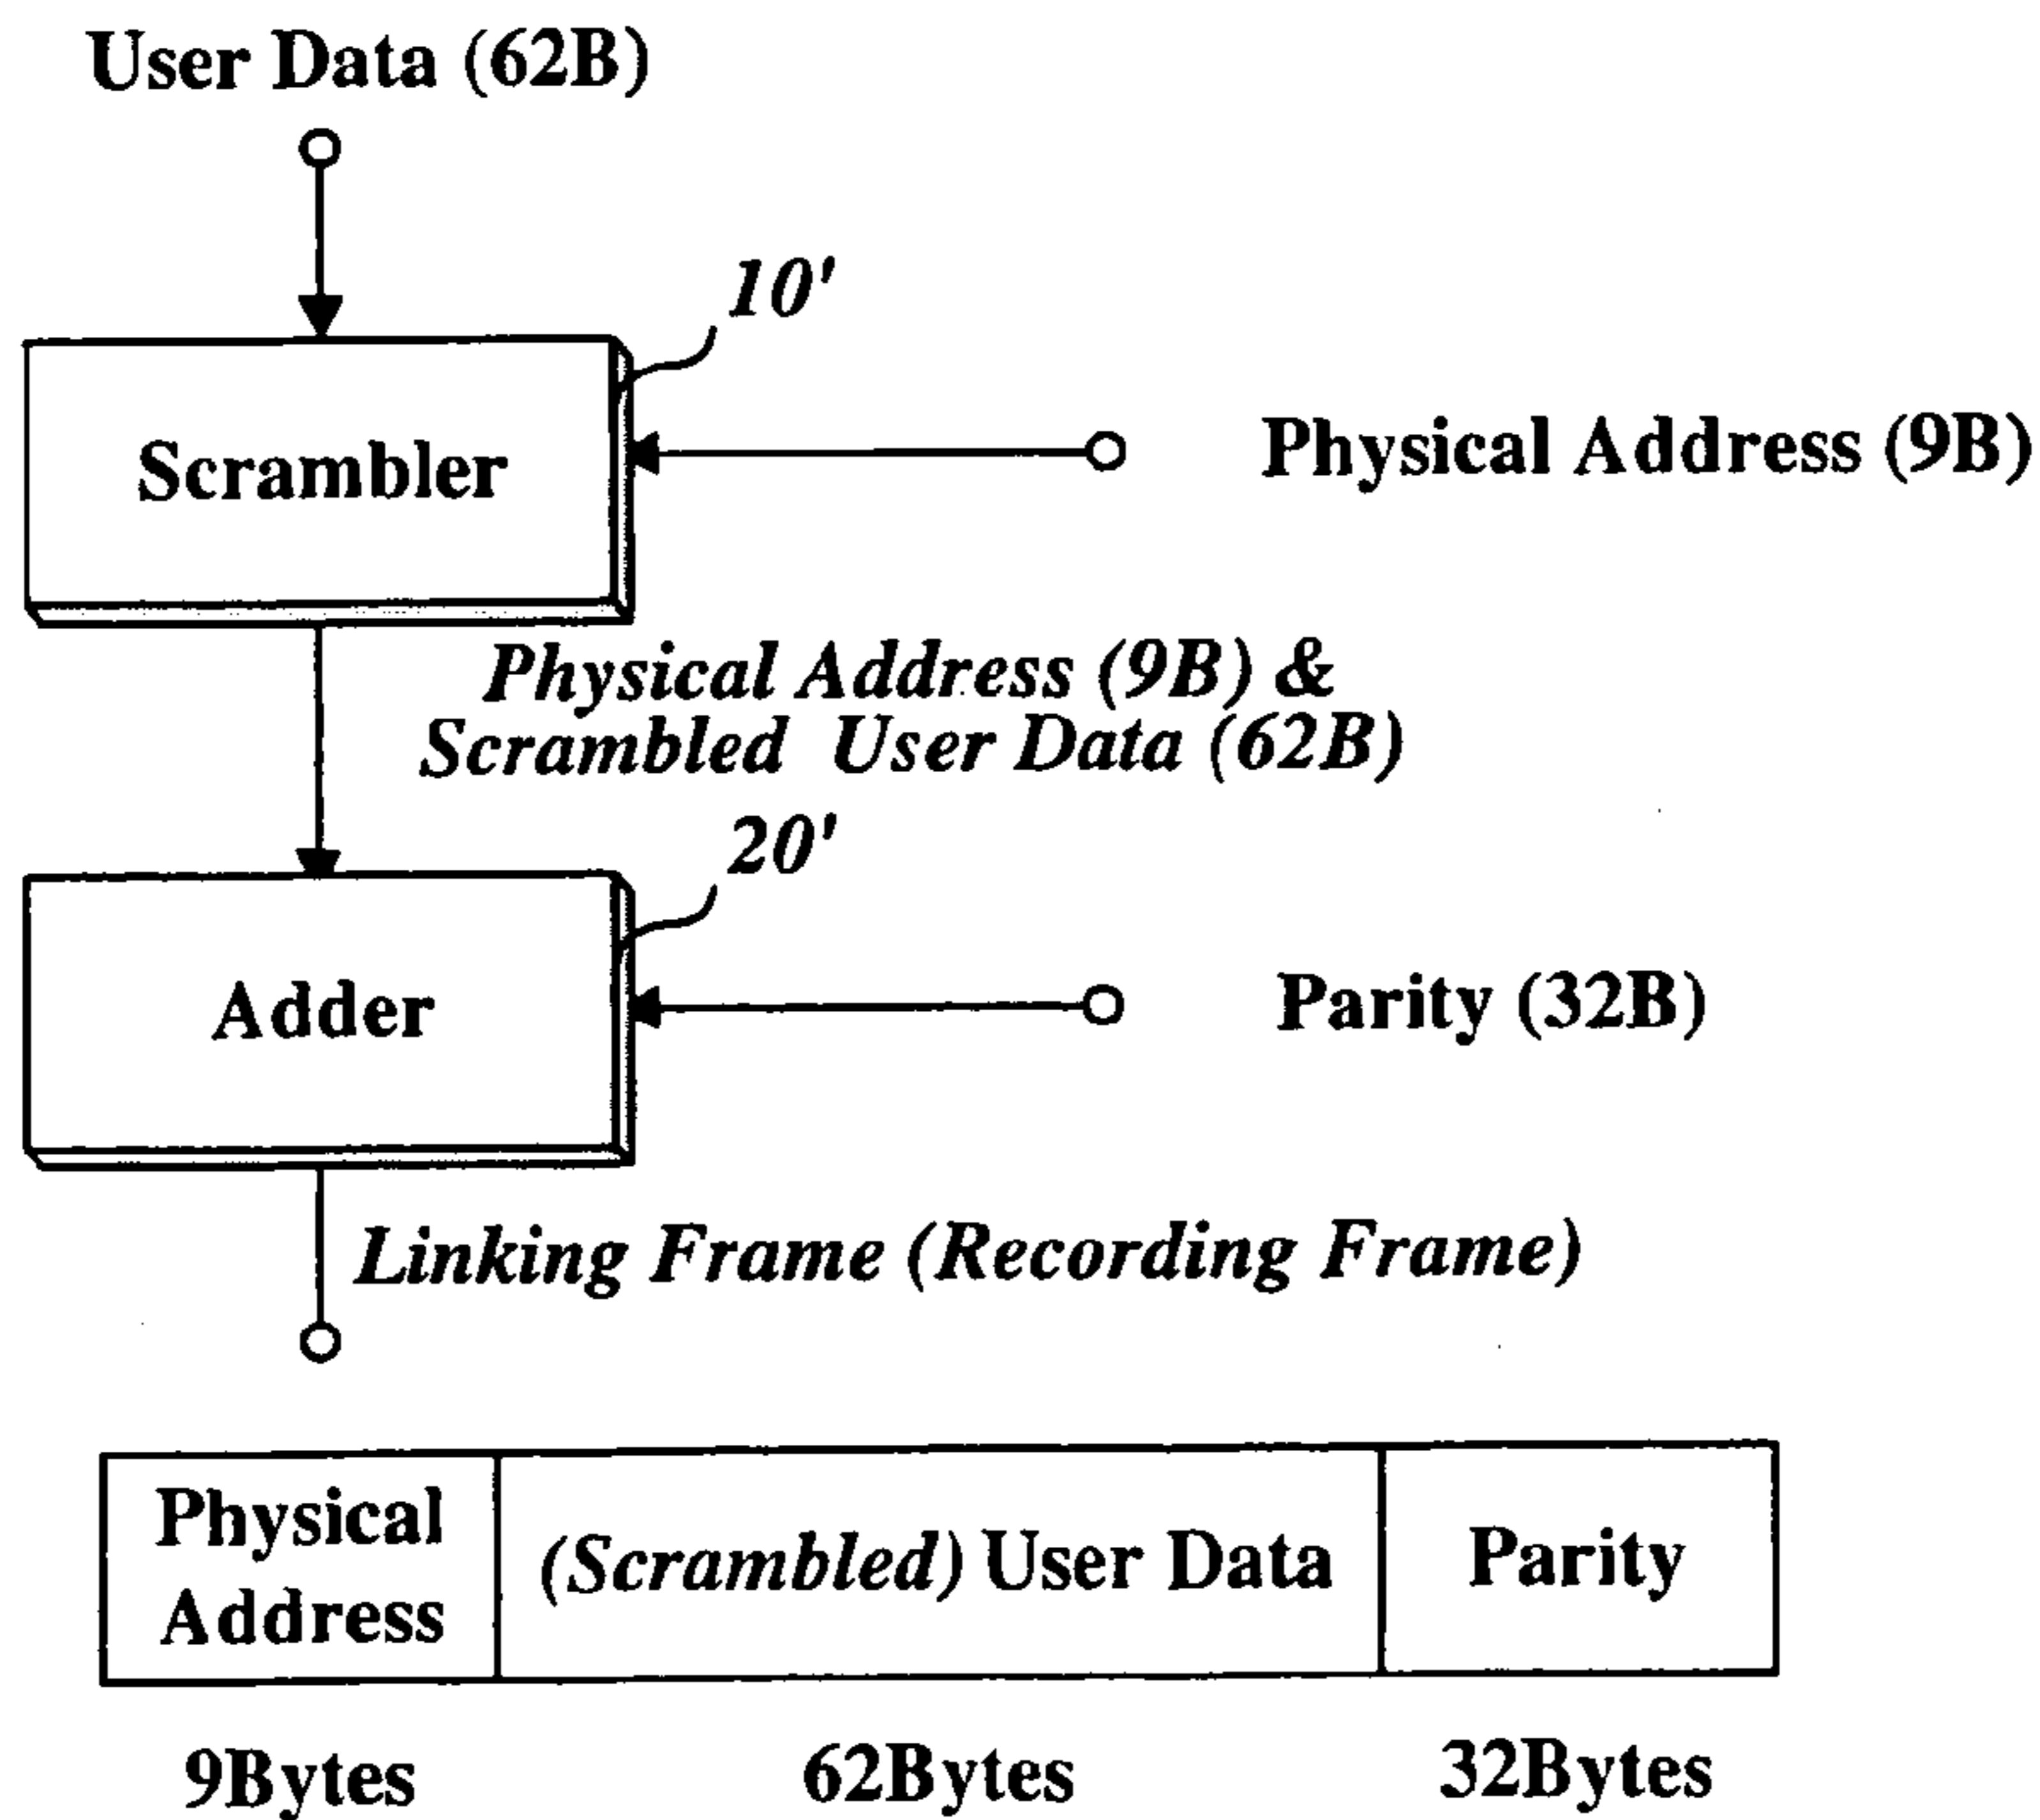 User Data (62B)
10'
Scrambler
Physical Address (9B)
Physical Address (9B) &
Scrambled User Data (62B)
20'
Adder
Parity (32B)
Linking Frame (Recording Frame)
Physical
Address
(Scrambled) User Data
Parity
9Bytes
62Bytes
32Bytes